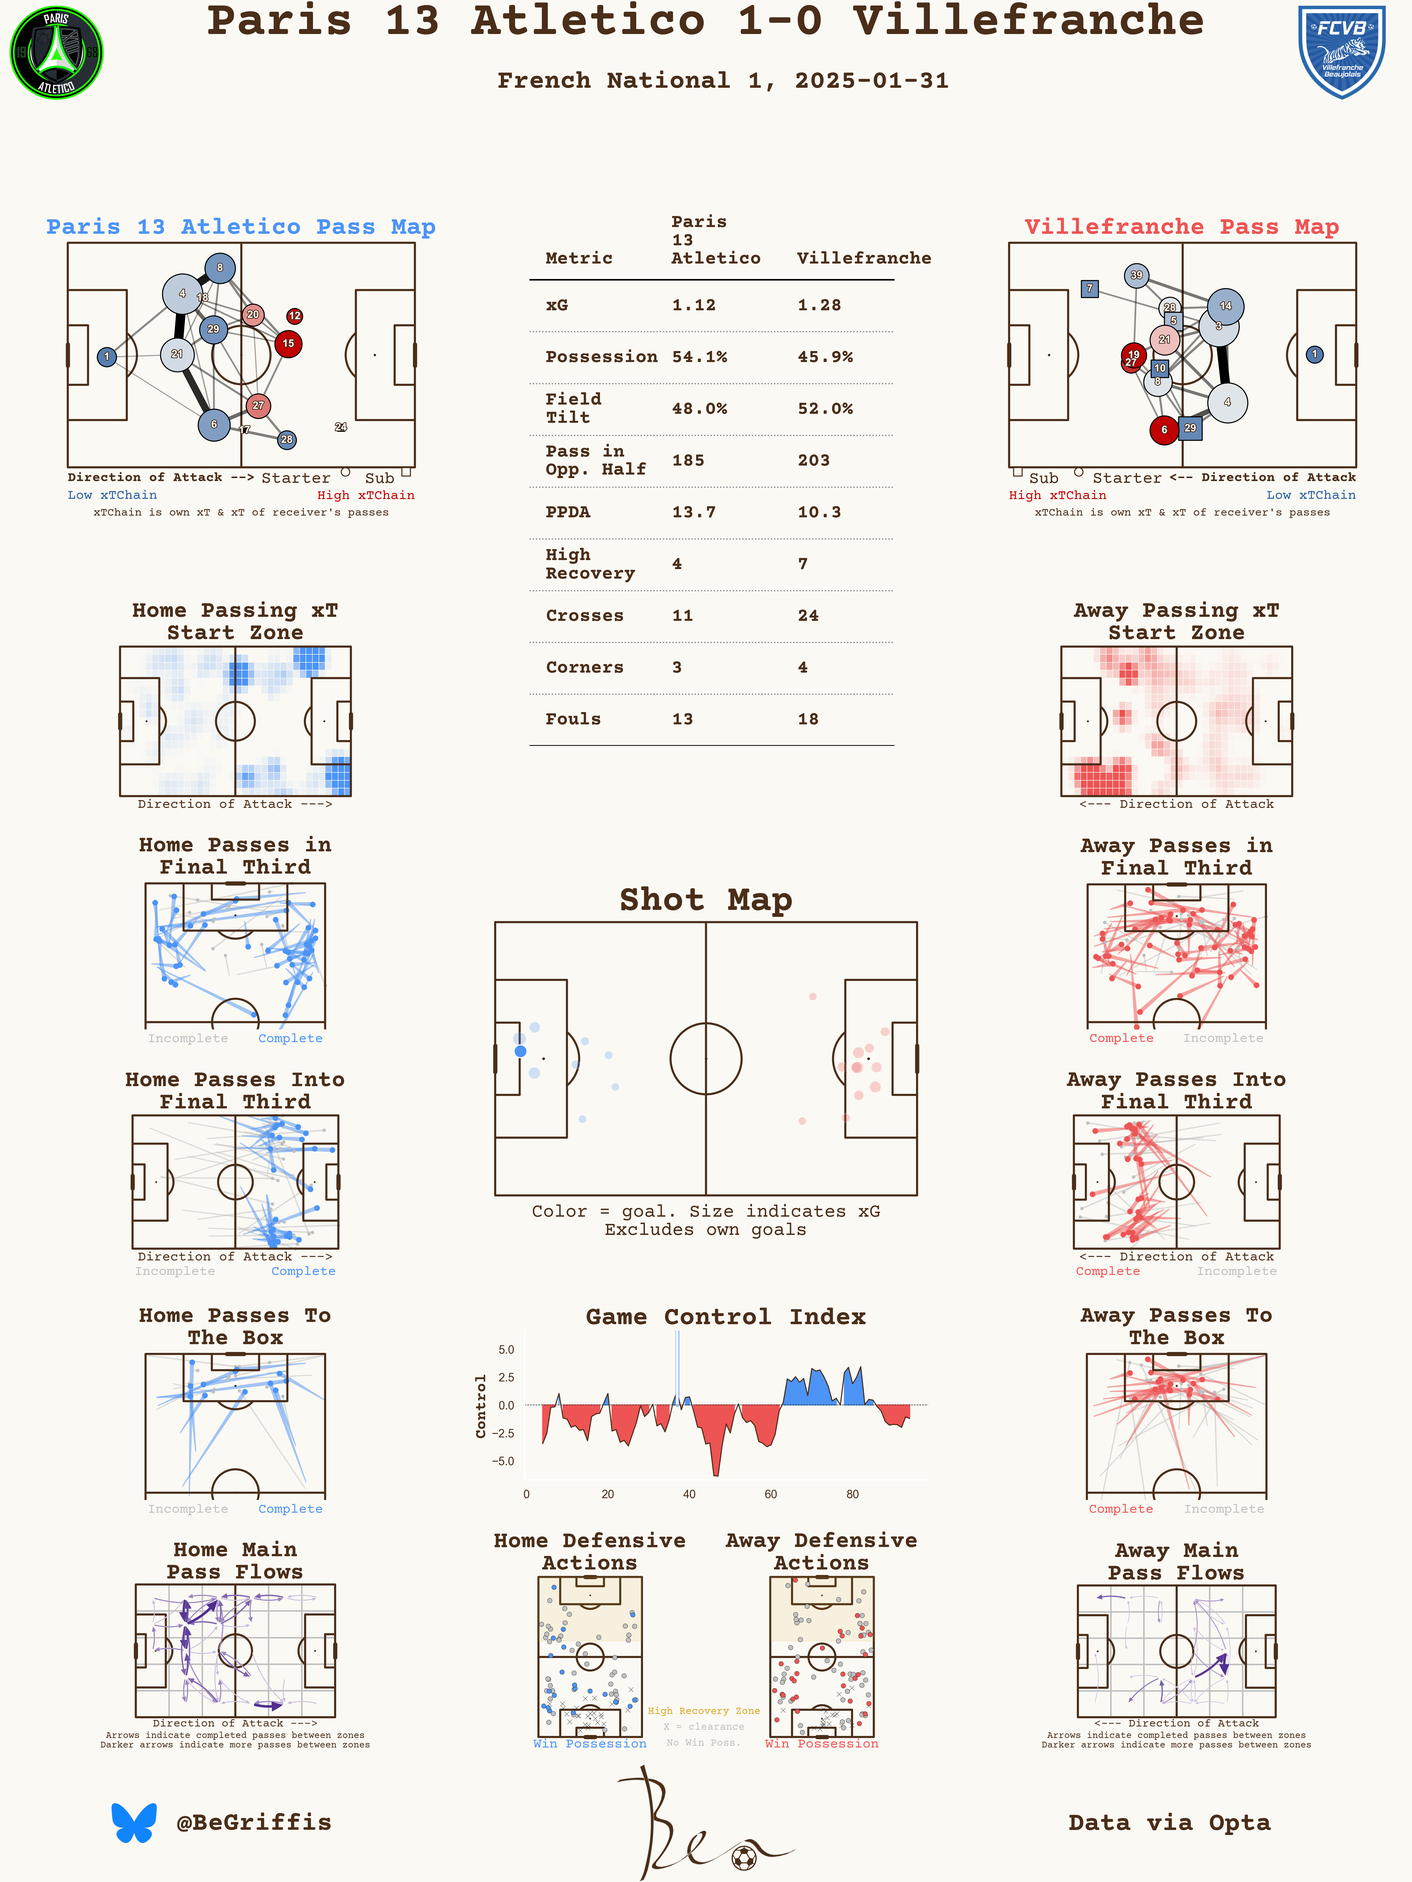 Paris 13 Atletico 1-0 Villefranche
French National 1, 2025-01-31
PARIS
19 68
ATLETICO
FCVB
Villefranche
Beaujolais
Paris 13 Atletico Pass Map
8
4
18
20
12
29
15
21
1
27
6
17
28
24
Direction of Attack --> Starter Sub
Low xTChain High xTChain
xTChain is own xT & xT of receiver's passes
Metric Paris 13 Atletico Villefranche
xG 1.12 1.28
Possession 54.1% 45.9%
Field Tilt 48.0% 52.0%
Pass in Opp. Half 185 203
PPDA 13.7 10.3
High Recovery 4 7
Crosses 11 24
Corners 3 4
Fouls 13 18
Villefranche Pass Map
39
7
28
14
5
3
21
19
27
1
10
8
4
6
29
Sub Starter <-- Direction of Attack
High xTChain Low xTChain
xTChain is own xT & xT of receiver's passes
Home Passing xT
Start Zone
Direction of Attack --->
Away Passing xT
Start Zone
<--- Direction of Attack
Home Passes in
Final Third
Incomplete Complete
Away Passes in
Final Third
Complete Incomplete
Shot Map
Color = goal. Size indicates xG
Excludes own goals
Home Passes Into
Final Third
Direction of Attack --->
Incomplete Complete
Away Passes Into
Final Third
<--- Direction of Attack
Complete Incomplete
Home Passes To
The Box
Incomplete Complete
Game Control Index
Control
5.0
2.5
0.0
−2.5
−5.0
0 20 40 60 80
Away Passes To
The Box
Complete Incomplete
Home Main
Pass Flows
Direction of Attack --->
Arrows indicate completed passes between zones
Darker arrows indicate more passes between zones
Home Defensive
Actions
Win Possession
Away Defensive
Actions
Win Possession
High Recovery Zone
X = clearance
No Win Poss.
Away Main
Pass Flows
<--- Direction of Attack
Arrows indicate completed passes between zones
Darker arrows indicate more passes between zones
@BeGriffis
Ben
Data via Opta